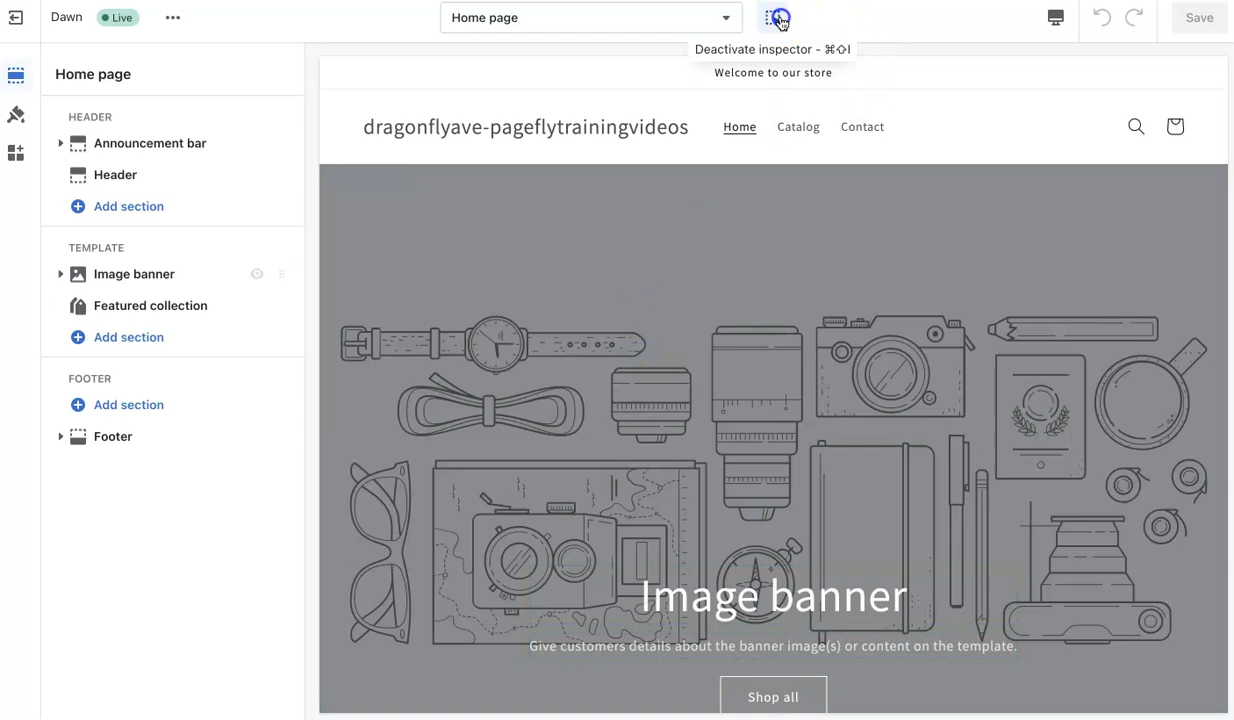 Dawn
Live
Home page
Save
Deactivate inspector - ⌘⇧I
Home page
HEADER
Announcement bar
Header
Add section
TEMPLATE
Image banner
Featured collection
Add section
FOOTER
Add section
Footer
Welcome to our store
dragonflyave-pageflytrainingvideos
Home
Catalog
Contact
Image banner
Give customers details about the banner image(s) or content on the template.
Shop all